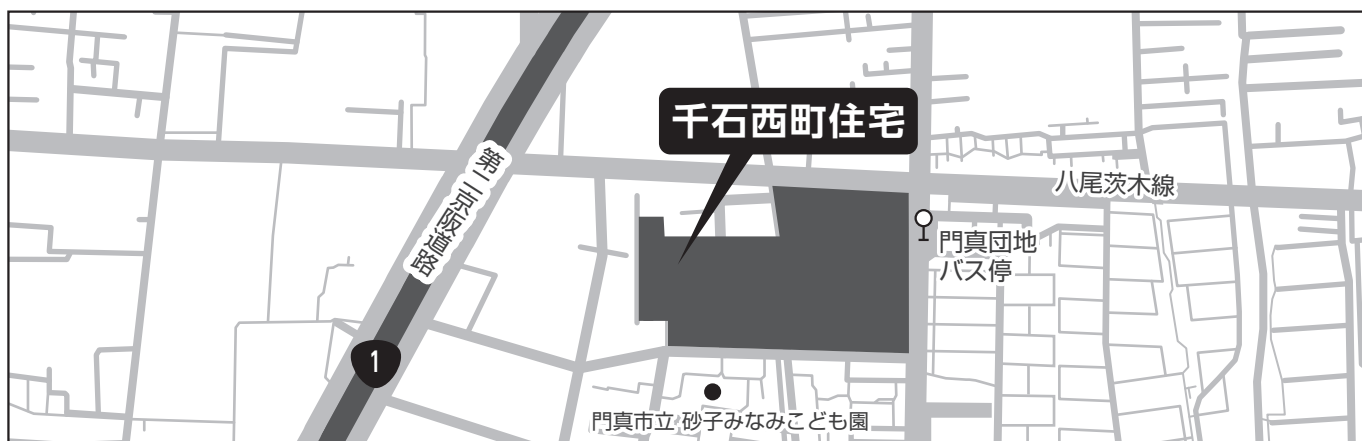 千石西町住宅
第二京阪道路
八尾茨木線
門真団地
バス停
1
門真市立 砂子みなみこども園